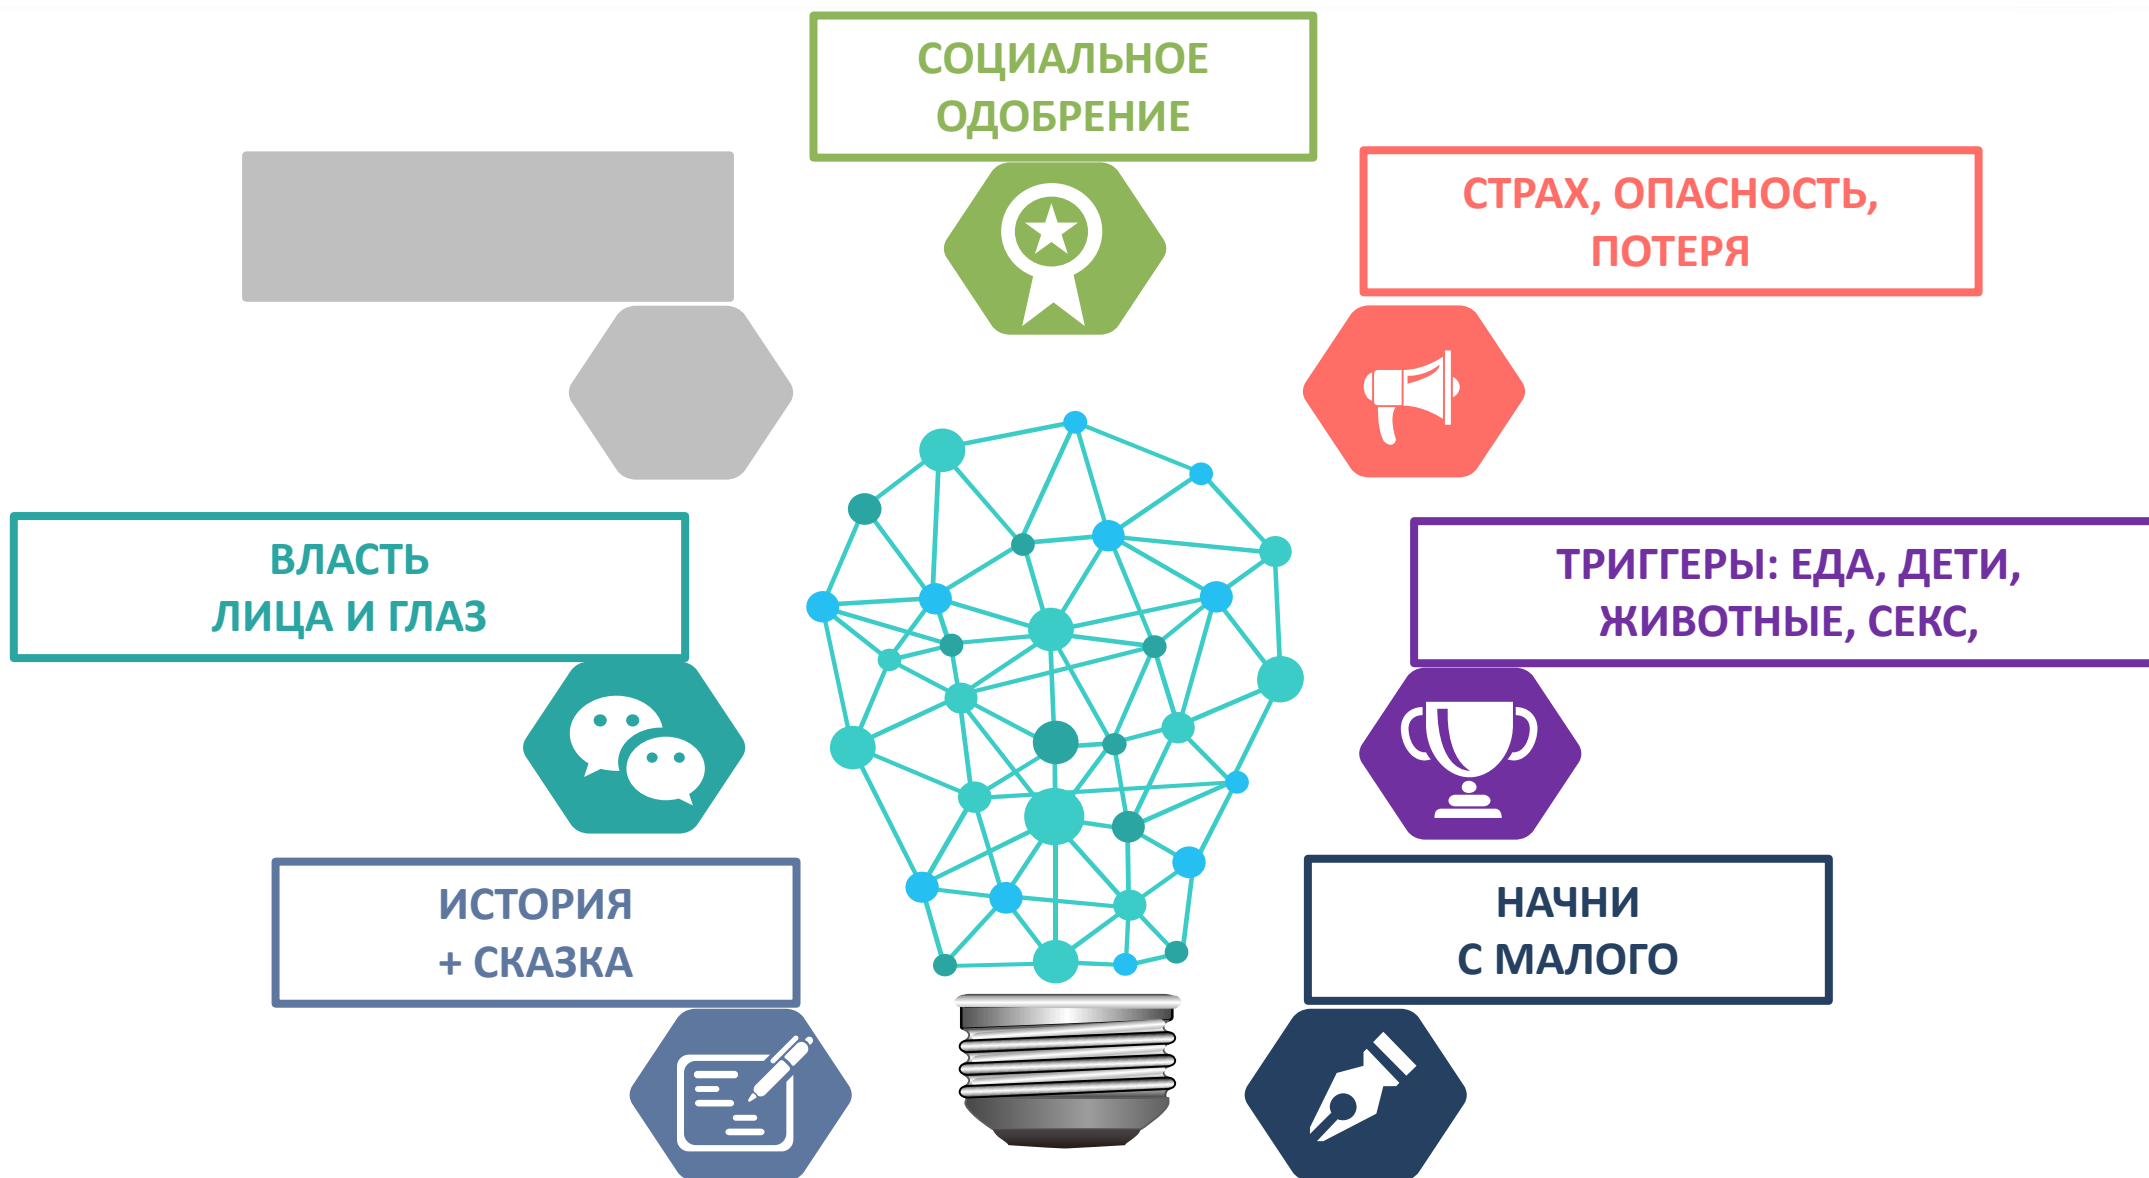 СОЦИАЛЬНОЕ
ОДОБРЕНИЕ
СТРАХ, ОПАСНОСТЬ,
ПОТЕРЯ
ВЛАСТЬ
ЛИЦА И ГЛАЗ
ТРИГГЕРЫ: ЕДА, ДЕТИ,
ЖИВОТНЫЕ, СЕКС,
ИСТОРИЯ
+ СКАЗКА
НАЧНИ
С МАЛОГО